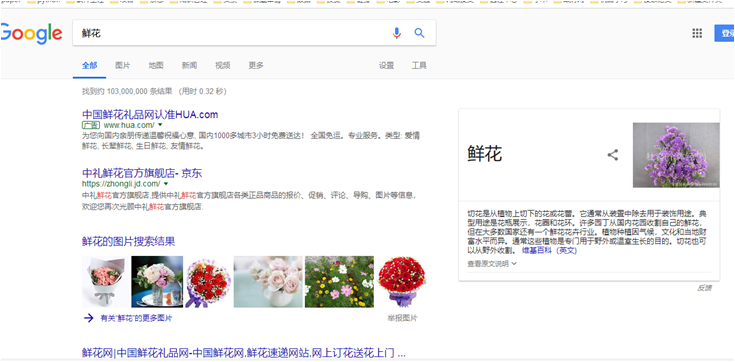 Google
鲜花
登录
全部
图片
地图
新闻
视频
更多
设置
工具
找到约 103,000,000 条结果 （用时 0.32 秒）
中国鲜花礼品网认准HUA.com
广告 www.hua.com/
为您向国内亲朋传递温馨祝福心意, 国内1000多城市3小时免费送达! 全国免运。专业服务。类型: 爱情
鲜花, 长辈鲜花, 生日鲜花, 友情鲜花。
中礼鲜花官方旗舰店- 京东
https://zhongli.jd.com/
中礼鲜花官方旗舰店,提供中礼鲜花官方旗舰店各类正品商品的报价、促销、评论、导购、图片等信息,
欢迎您再次光顾中礼鲜花官方旗舰店.
鲜花的图片搜索结果
有关"鲜花"的更多图片
举报图片
鲜花网|中国鲜花礼品网-中国鲜花网,鲜花速递网站,网上订花送花上门 ...
鲜花
切花是从植物上切下的花或花蕾。它通常从装置中除去用于装饰用途。典
型用途是花瓶展示，花圈和花环。许多园丁从国内花园收割自己的鲜花，
但在大多数国家还有一个鲜花花卉行业。植物种植因气候，文化和当地财
富水平而异。通常这些植物是专门用于野外或温室生长的目的。切花也可
以从野外收割。 维基百科（英文）
查看原文说明
反馈